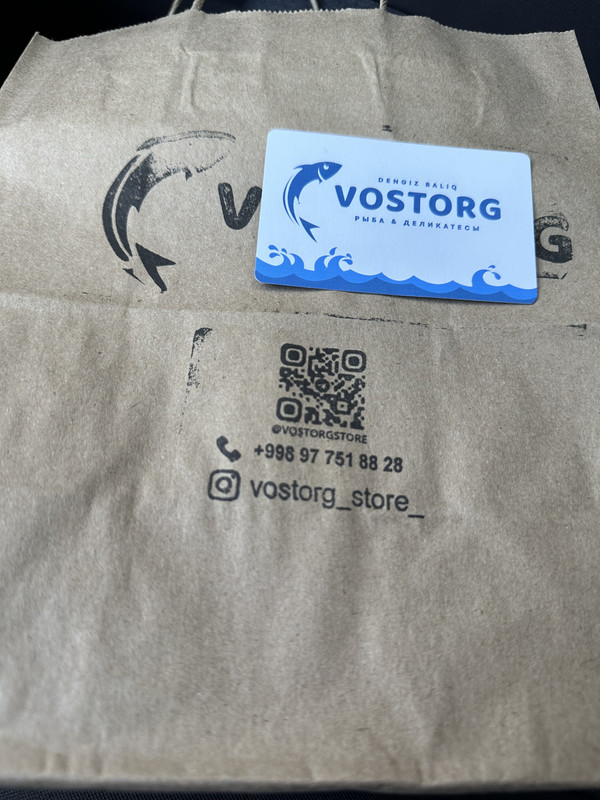 DENGIZ BALIQ
VOSTORG
РЫБА & ДЕЛИКАТЕСЫ
V G
@VOSTORGSTORE
+998 97 751 88 28
vostorg_store_